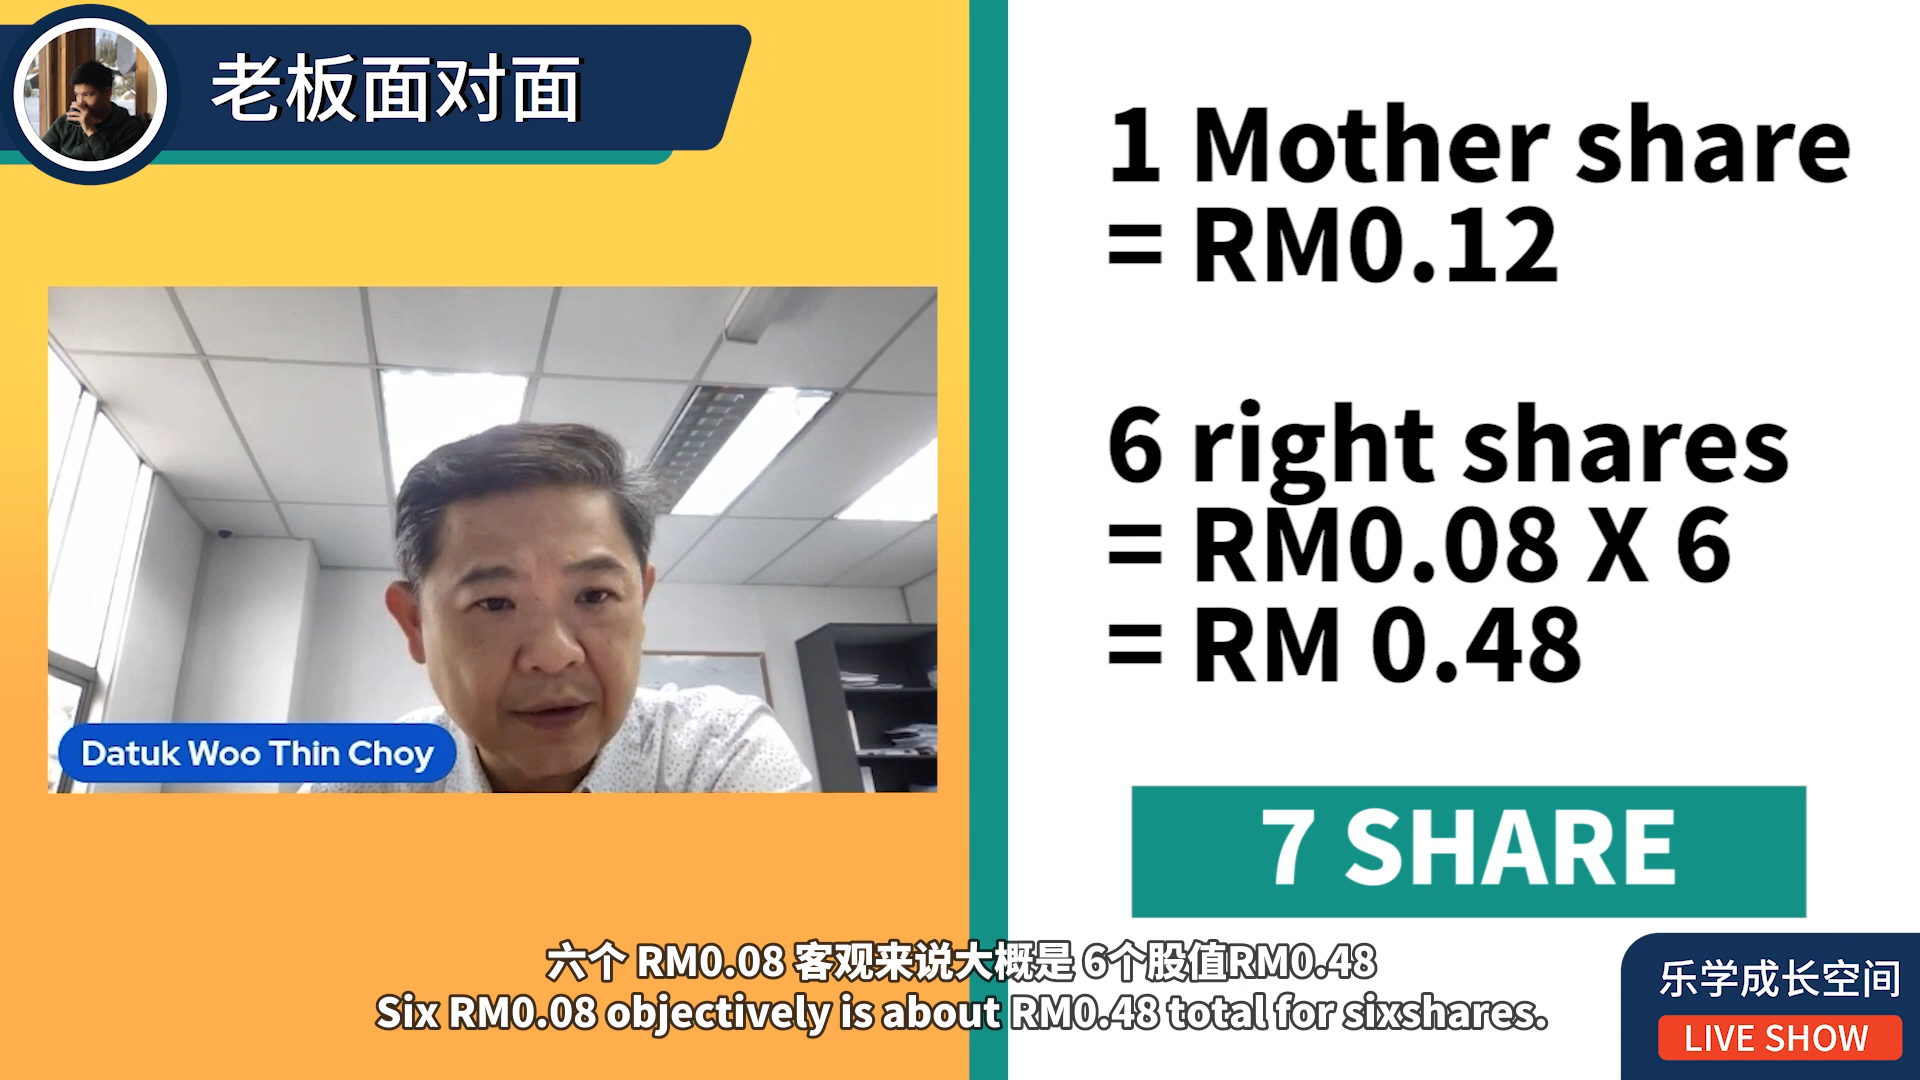 老板面对面
1 Mother share
= RM0.12
6 right shares
= RM0.08 X 6
= RM 0.48
7 SHARE
Datuk Woo Thin Choy
六个 RM0.08 客观来说大概是 6个股值RM0.48
Six RM0.08 objectively is about RM0.48 total for sixshares.
乐学成长空间
LIVE SHOW